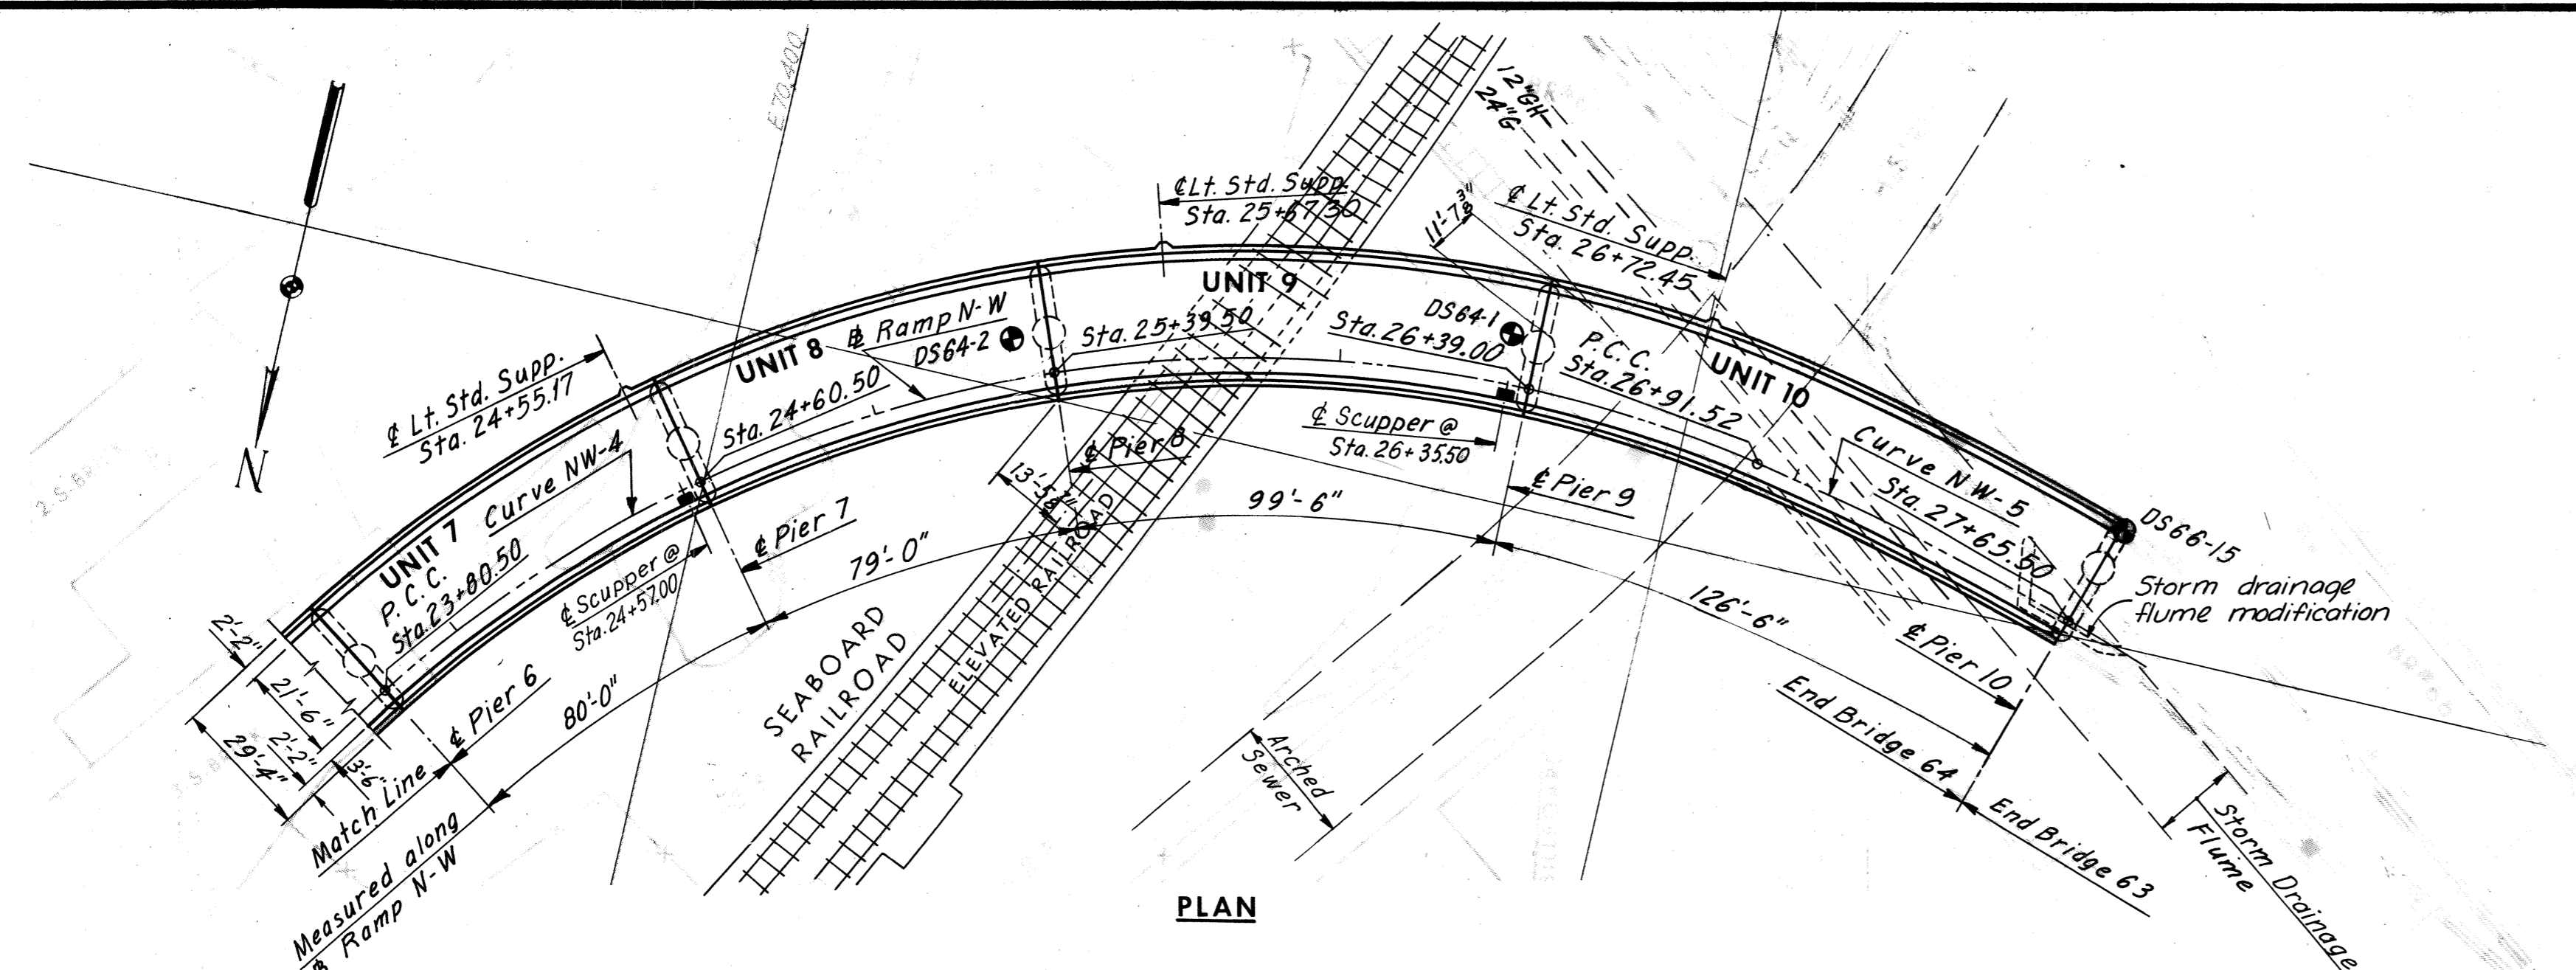 E70,400
N
℄ Lt. Std. Supp.
Sta. 24+55.17
℄ Lt. Std. Supp.
Sta. 25+67.30
12"GH
24"G
11'-7 3/8"
℄ Lt. Std. Supp.
Sta. 26+72.45
UNIT 7
UNIT 8
UNIT 9
UNIT 10
Curve NW-4
P.C.C.
Sta. 23+80.50
Sta. 24+60.50
Ramp N-W
DS64-2
Sta. 25+39.50
DS64-1
Sta. 26+39.00
P.C.C.
Sta. 26+91.52
Curve NW-5
Sta. 27+65.50
DS66-15
Storm drainage
flume modification
℄ Scupper @
Sta. 24+57.00
℄ Scupper @
Sta. 26+35.50
℄ Pier 6
℄ Pier 7
℄ Pier 8
℄ Pier 9
℄ Pier 10
80'-0"
79'-0"
99'-6"
126'-6"
2'-2"
21'-6"
2'-2"
29'-4"
3'-6"
Match Line
Measured along
Ramp N-W
SEABOARD
RAILROAD
ELEVATED RAILROAD
Arched
Sewer
End Bridge 64
End Bridge 63
Storm Drainage
Flume
PLAN